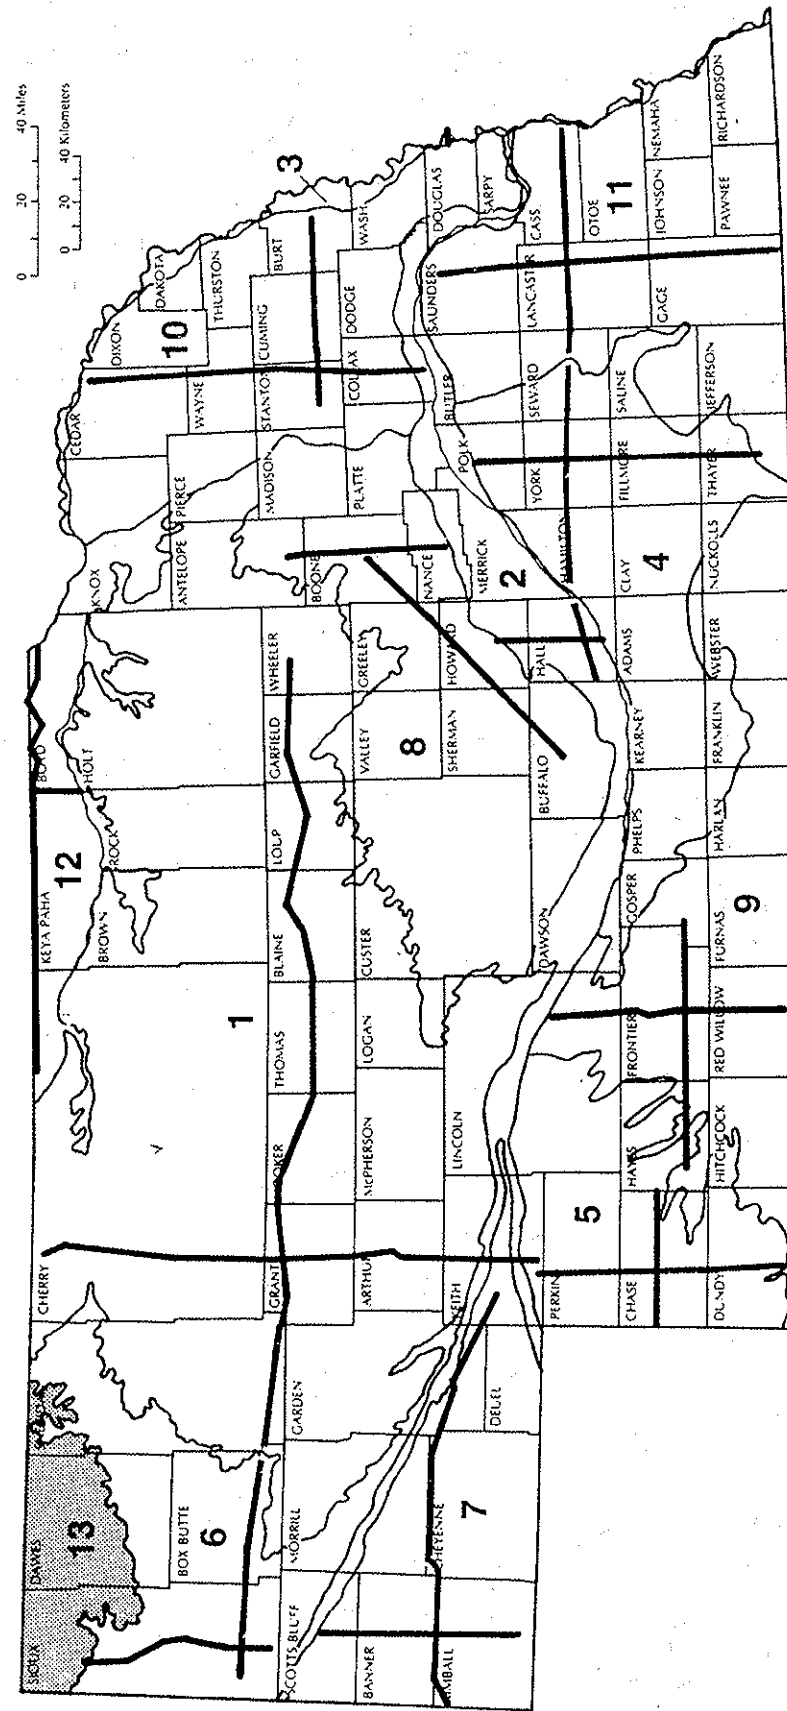 0 20 40 Miles
0 20 40 Kilometers
SIOUX
DAWES
13
BOX BUTTE
6
SCOTTS BLUFF
BANNER
MORRILL
CHEYENNE
7
GARDEN
DEUEL
CHERRY
GRANT
ARTHUR
PERKIN
5
CHASE
DUNDY
McPHERSON
LINCOLN
HAYES
HITCHCOCK
1
THOMAS
LOGAN
FRONTIER
RED WILLOW
KEYA PAHA
12
BROWN
ROCK
BLAINE
LOUP
CUSTER
DAWSON
GOSPER
FURNAS
9
BOYD
HOLT
GARFIELD
WHEELER
VALLEY
GREELEY
8
SHERMAN
HOWARD
BUFFALO
HALL
PHELPS
KEARNEY
ADAMS
HARLAN
FRANKLIN
WEBSTER
KNOX
ANTELOPE
PIERCE
BOONE
MADISON
PLATTE
NANCE
MERRICK
2
POLK
HAMILTON
YORK
CLAY
4
FILLMORE
NUCKOLLS
THAYER
CEDAR
DIXON
10
DAKOTA
WAYNE
THURSTON
STANTON
CUMING
BURT
3
COLFAX
DODGE
WASH
BUTLER
SAUNDERS
DOUGLAS
SARPY
SEWARD
LANCASTER
CASS
SALINE
OTOE
11
JEFFERSON
GAGE
JOHNSON
NEMAHA
PAWNEE
RICHARDSON